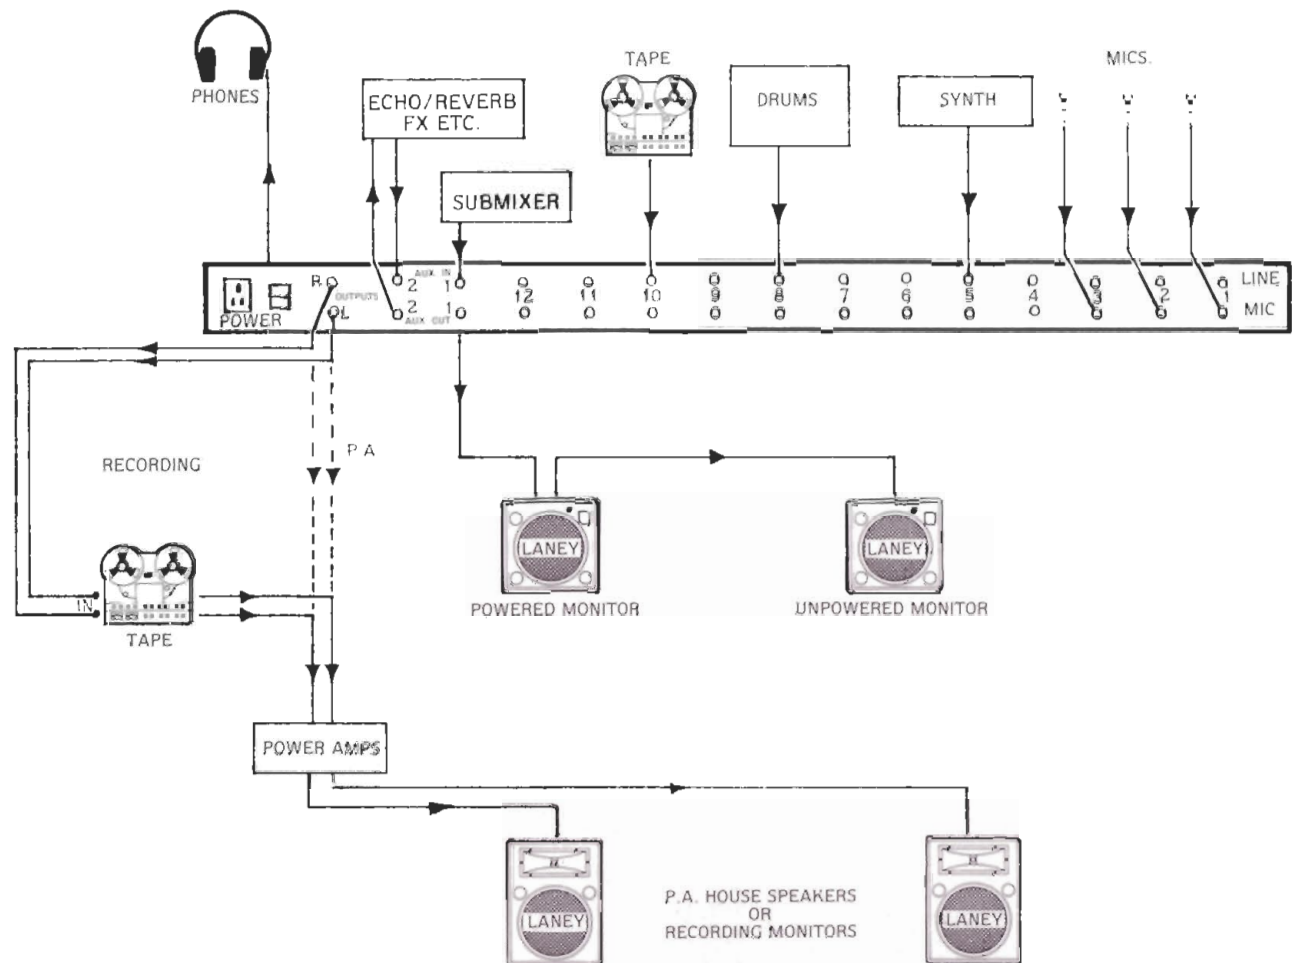 PHONES
ECHO/REVERB
FX ETC.
SUBMIXER
TAPE
DRUMS
SYNTH
MICS.
POWER
R
OUTPUTS
L
2 AUX IN 1
2 AUX OUT 1
12 11 10 9 8 7 6 5 4 3 2 1
LINE
MIC
RECORDING
P A
IN
TAPE
LANEY
POWERED MONITOR
LANEY
UNPOWERED MONITOR
POWER AMPS
LANEY
P.A. HOUSE SPEAKERS
OR
RECORDING MONITORS
LANEY